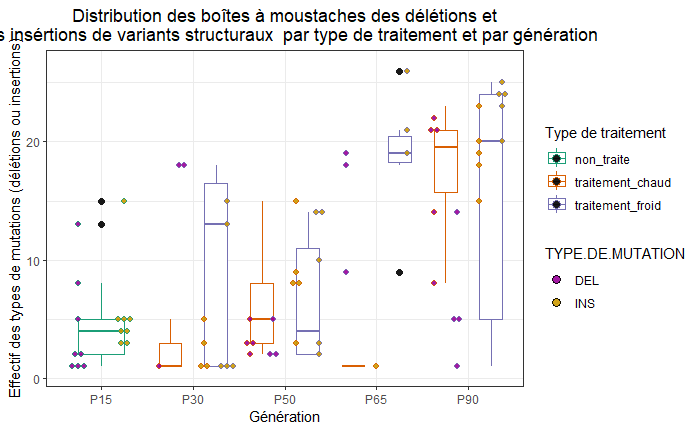 Distribution des boîtes à moustaches des délétions et
s insértions de variants structuraux  par type de traitement et par génération
Effectif des types de mutations (délétions ou insertions
20
10
0
P15
P30
P50
P65
P90
Génération
Type de traitement
non_traite
traitement_chaud
traitement_froid
TYPE.DE.MUTATION
DEL
INS